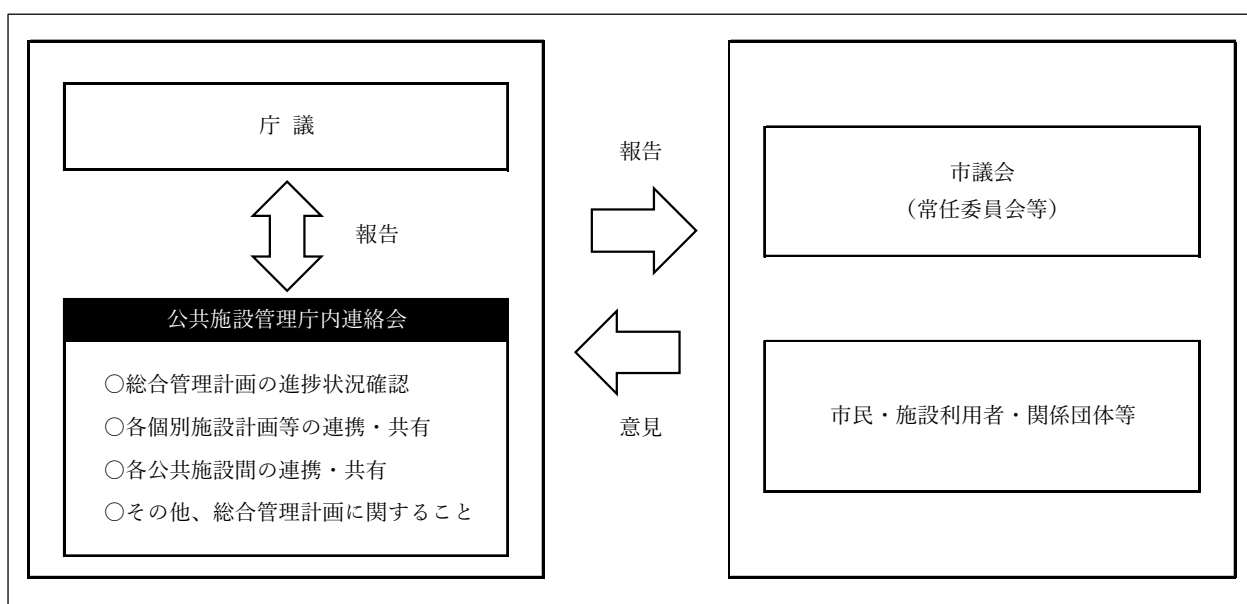 庁 議
報告
公共施設管理庁内連絡会
○総合管理計画の進捗状況確認
○各個別施設計画等の連携・共有
○各公共施設間の連携・共有
○その他、総合管理計画に関すること
報告
意見
市議会
（常任委員会等）
市民・施設利用者・関係団体等